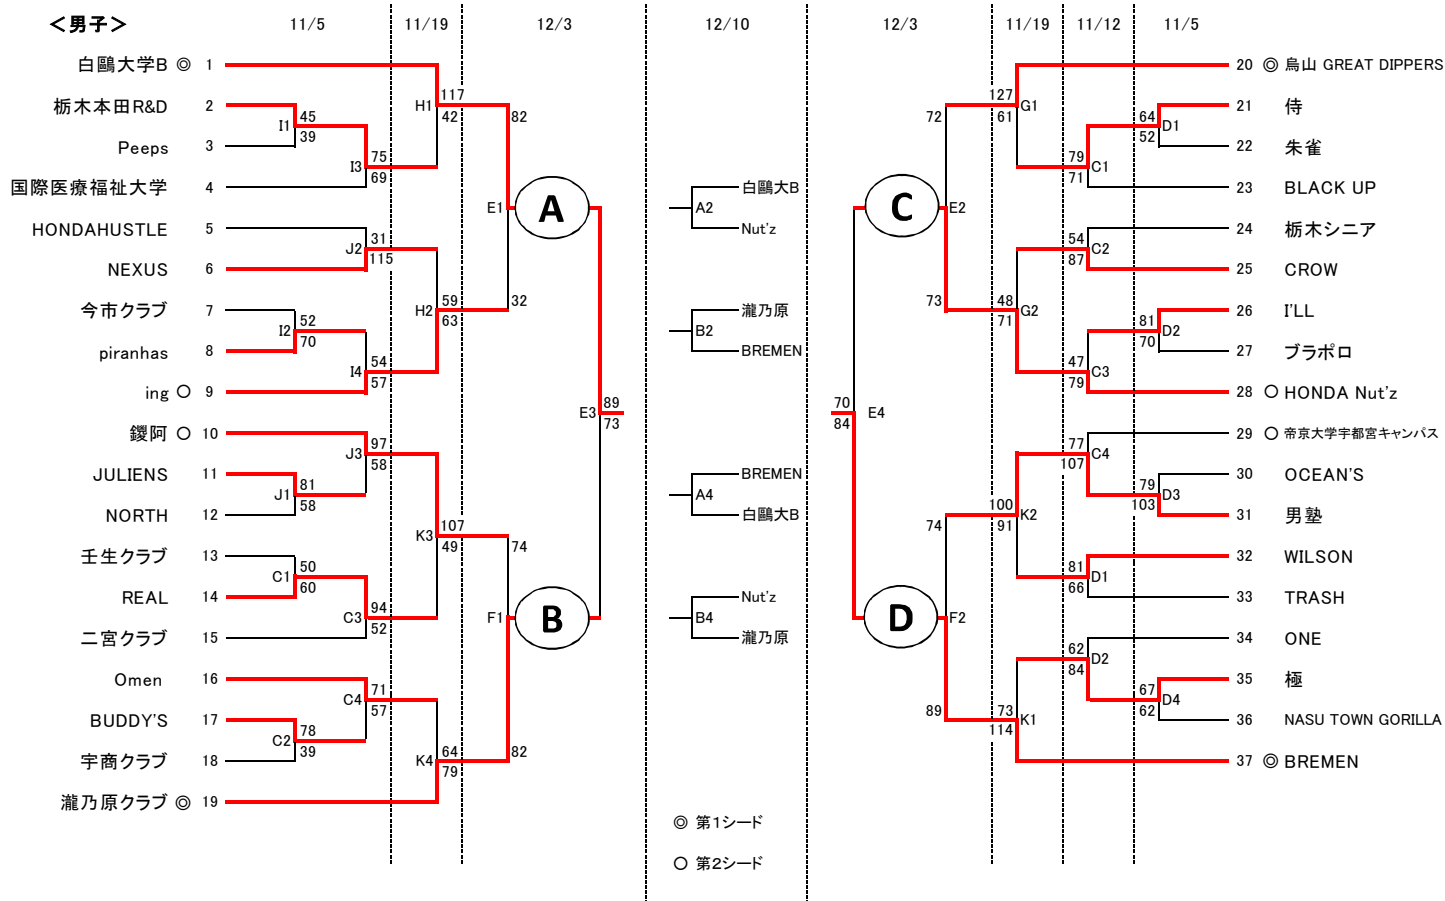 ＜男子＞ 11/5 11/19 12/3 12/10 12/3 11/19 11/12 11/5
白鷗大学B ◎ 1
栃木本田R&D 2
Peeps 3
国際医療福祉大学 4
HONDAHUSTLE 5
NEXUS 6
今市クラブ 7
piranhas 8
ing ○ 9
鑁阿 ○ 10
JULIENS 11
NORTH 12
壬生クラブ 13
REAL 14
二宮クラブ 15
Omen 16
BUDDY'S 17
宇商クラブ 18
瀧乃原クラブ ◎ 19
I1 45 39
I3 75 69
J2 31 115
I2 52 70
I4 54 57
J3 97 58
J1 81 58
C1 50 60
C3 94 52
C4 71 57
C2 78 39
H1 117 42
H2 59 63
K3 107 49
K4 64 79
E1 82 32
F1 74 82
A
B
E3 89 73
白鷗大B
A2
Nut'z
瀧乃原
B2
BREMEN
BREMEN
A4
白鷗大B
Nut'z
B4
瀧乃原
◎ 第1シード
○ 第2シード
C
D
70 E4
84
72 E2 73
74 F2 89
127 G1 61
48 G2 71
100 K2 91
73 K1 114
79 C1 71
54 C2 87
47 C3 79
77 C4 107
81 D1 66
62 D2 84
64 D1 52
81 D2 70
79 D3 103
67 D4 62
20 ◎ 烏山 GREAT DIPPERS
21 侍
22 朱雀
23 BLACK UP
24 栃木シニア
25 CROW
26 I'LL
27 ブラポロ
28 ○ HONDA Nut'z
29 ○ 帝京大学宇都宮キャンパス
30 OCEAN'S
31 男塾
32 WILSON
33 TRASH
34 ONE
35 極
36 NASU TOWN GORILLA
37 ◎ BREMEN